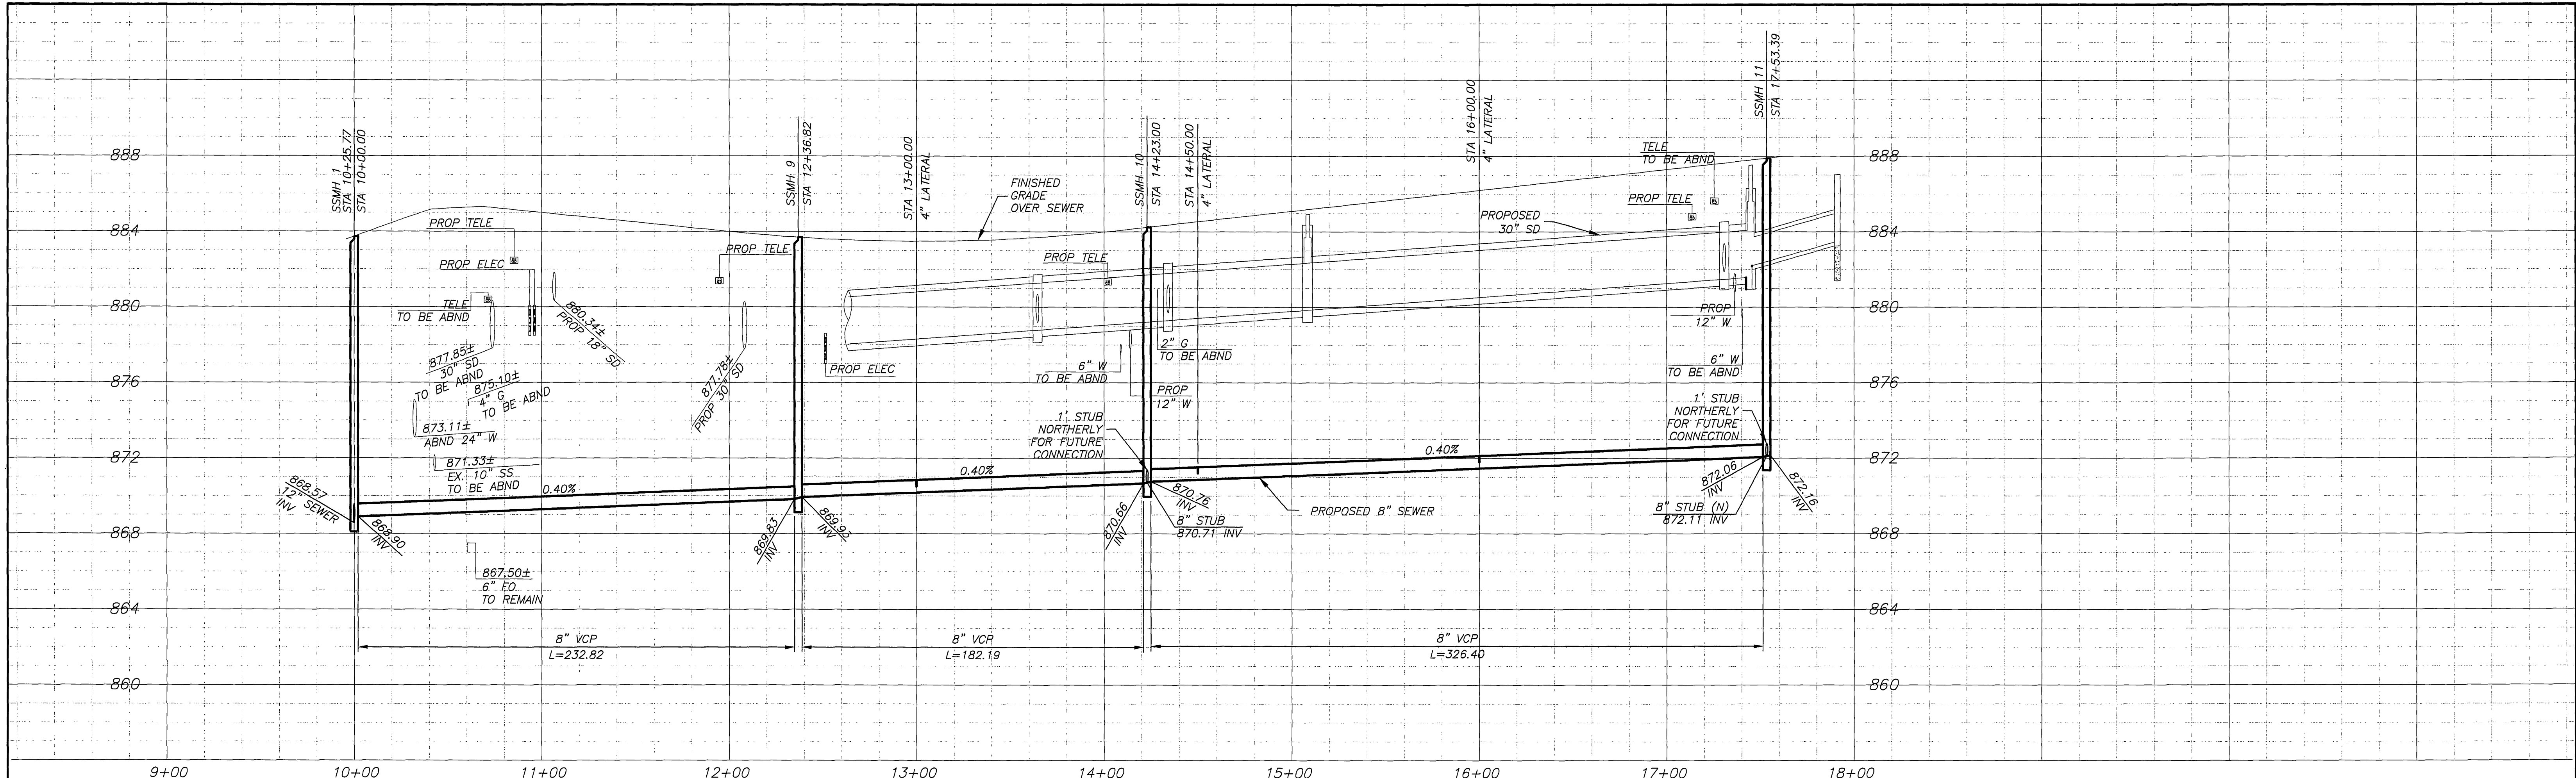 SSMH 1
STA 10+25.77
STA 10+00.00
SSMH 9
STA 12+36.82
STA 13+00.00
4" LATERAL
SSMH 10
STA 14+23.00
STA 14+50.00
4" LATERAL
STA 16+00.00
4" LATERAL
SSMH 11
STA 17+53.39
888
884
880
876
872
868
864
860
888
884
880
876
872
868
864
860
FINISHED
GRADE
OVER SEWER
PROP TELE
PROP ELEC
TELE
TO BE ABND
877.85±
30" SD
TO BE ABND
875.10±
4" G
TO BE ABND
873.11±
ABND 24" W
871.33±
EX. 10" SS
TO BE ABND
880.34±
PROP 18" SD
PROP TELE
877.78±
PROP 30" SD
PROP ELEC
PROP TELE
6" W
TO BE ABND
PROP
12" W
2" G
TO BE ABND
1' STUB
NORTHERLY
FOR FUTURE
CONNECTION
PROPOSED
30" SD
TELE
TO BE ABND
PROP TELE
PROP
12" W
6" W
TO BE ABND
1' STUB
NORTHERLY
FOR FUTURE
CONNECTION
0.40%
0.40%
0.40%
868.57
12" SEWER
INV
868.90
INV
867.50±
6" FO
TO REMAIN
869.83
INV
869.93
INV
870.66
INV
870.76
INV
8" STUB
870.71 INV
PROPOSED 8" SEWER
872.06
INV
8" STUB (N)
872.11 INV
872.16
INV
8" VCP
L=232.82
8" VCP
L=182.19
8" VCP
L=326.40
9+00
10+00
11+00
12+00
13+00
14+00
15+00
16+00
17+00
18+00